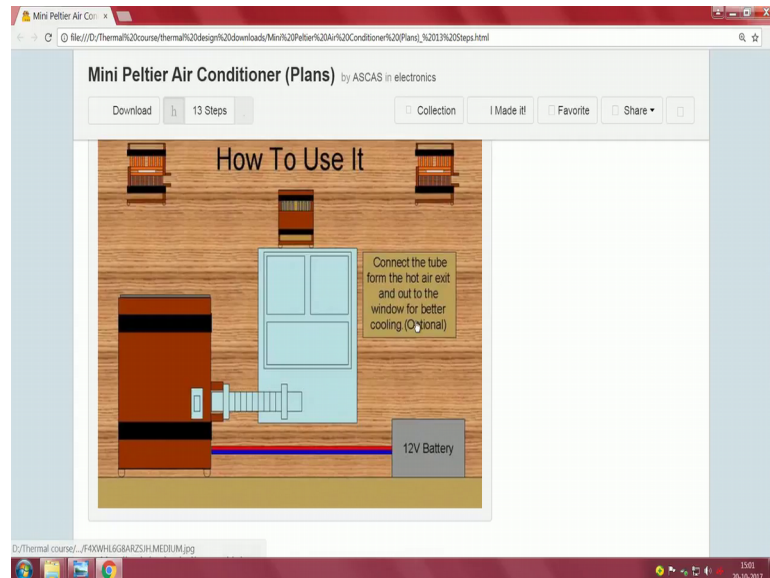 Mini Peltier Air Con
file:///D:/Thermal%20course/thermal%20design%20downloads/Mini%20Peltier%20Air%20Conditioner%20(Plans)_%2013%20Steps.html
Mini Peltier Air Conditioner (Plans) by ASCAS in electronics
Download h 13 Steps Collection I Made it! Favorite Share
How To Use It
Connect the tube
form the hot air exit
and out to the
window for better
cooling.(Optional)
12V Battery
D:/Thermal course/.../F4XWHL6G8ARZSJH.MEDIUM.jpg
15:01
20-10-2017